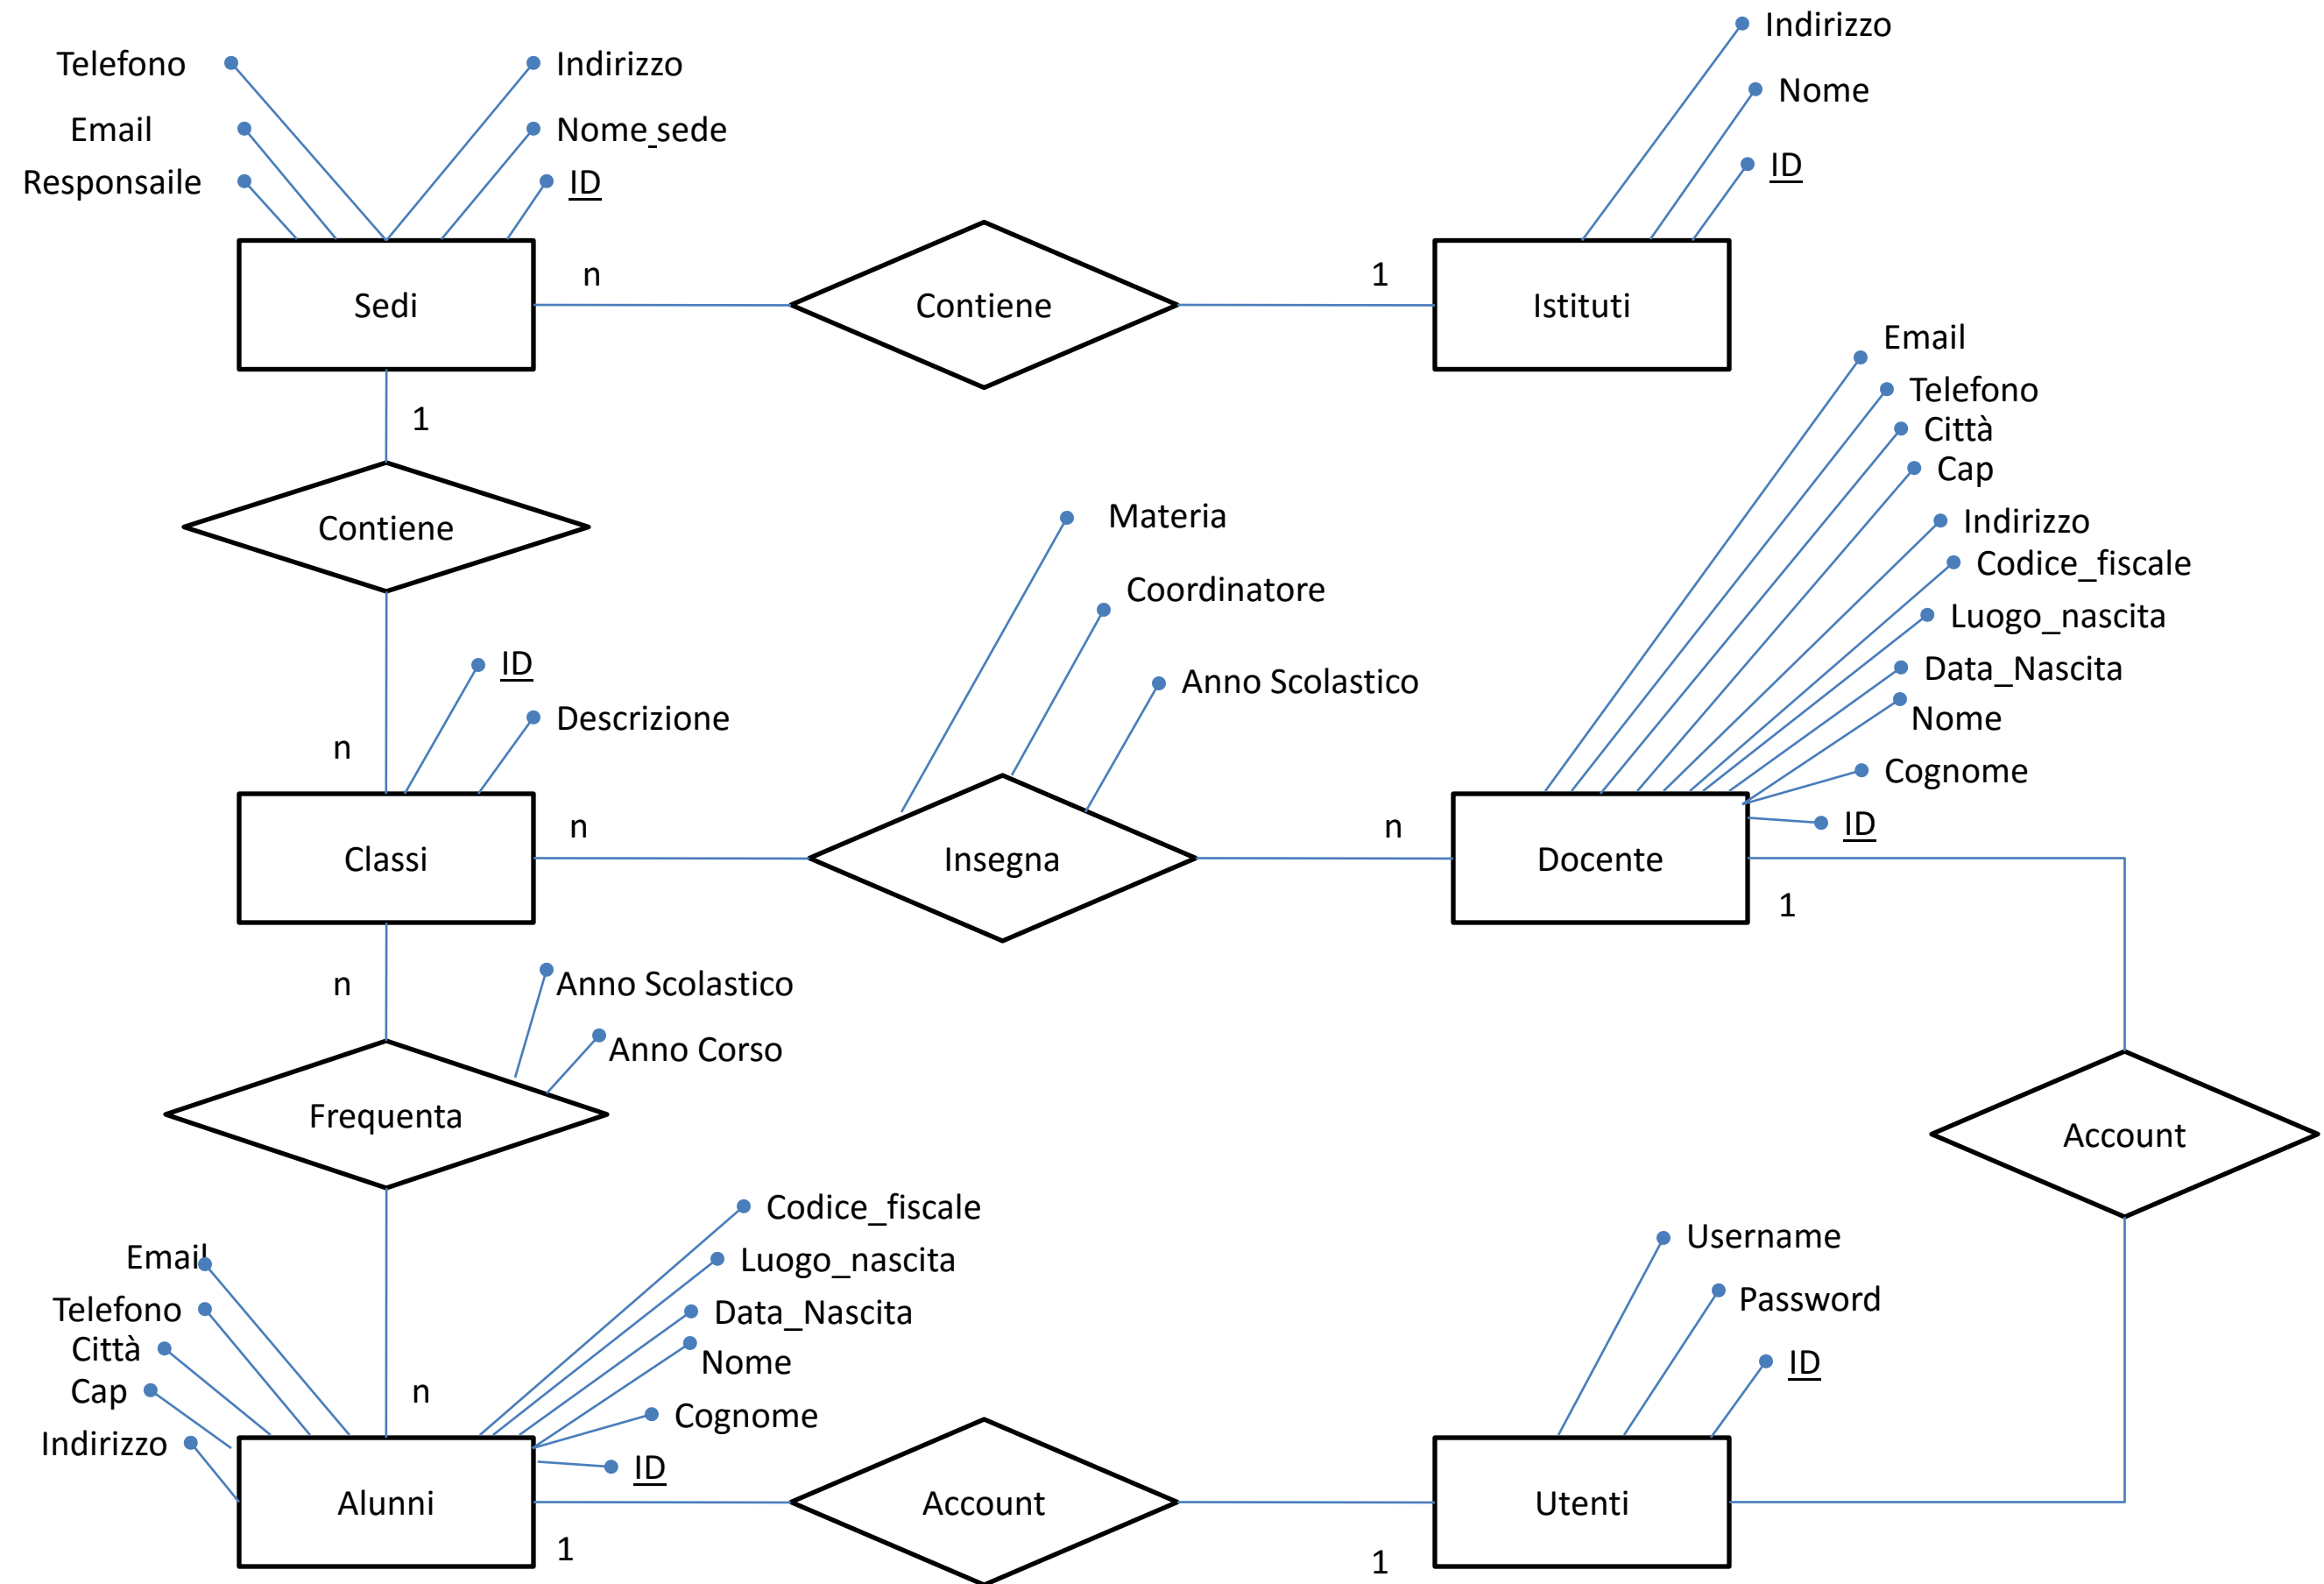 Indirizzo
Telefono
Indirizzo
Nome
Email
Nome_sede
ID
Responsaile
ID
n
1
Sedi
Contiene
Istituti
Email
Telefono
1
Città
Cap
Materia
Indirizzo
Contiene
Codice_fiscale
Coordinatore
Luogo_nascita
ID
Data_Nascita
Anno Scolastico
Descrizione
Nome
n
Cognome
n
n
ID
Classi
Insegna
Docente
1
n
Anno Scolastico
Anno Corso
Frequenta
Account
Codice_fiscale
Username
Email
Luogo_nascita
Password
Telefono
Data_Nascita
Città
Nome
ID
Cap
n
Cognome
Indirizzo
ID
Alunni
Account
Utenti
1
1